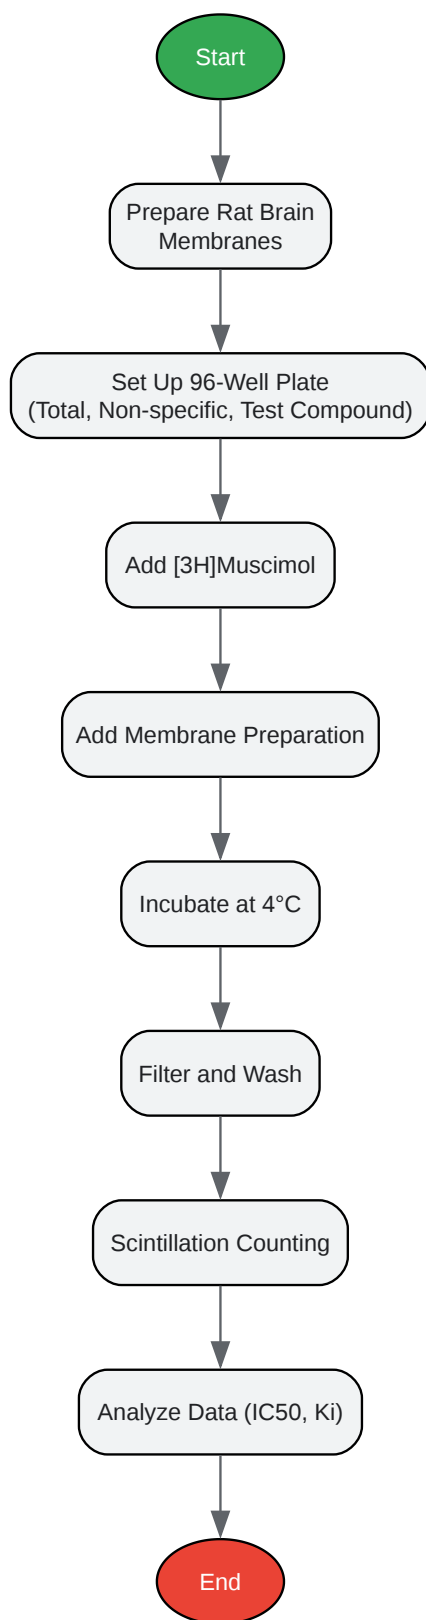 Start
Prepare Rat Brain
Membranes
Set Up 96-Well Plate
(Total, Non-specific, Test Compound)
Add [3H]Muscimol
Add Membrane Preparation
Incubate at 4°C
Filter and Wash
Scintillation Counting
Analyze Data (IC50, Ki)
End